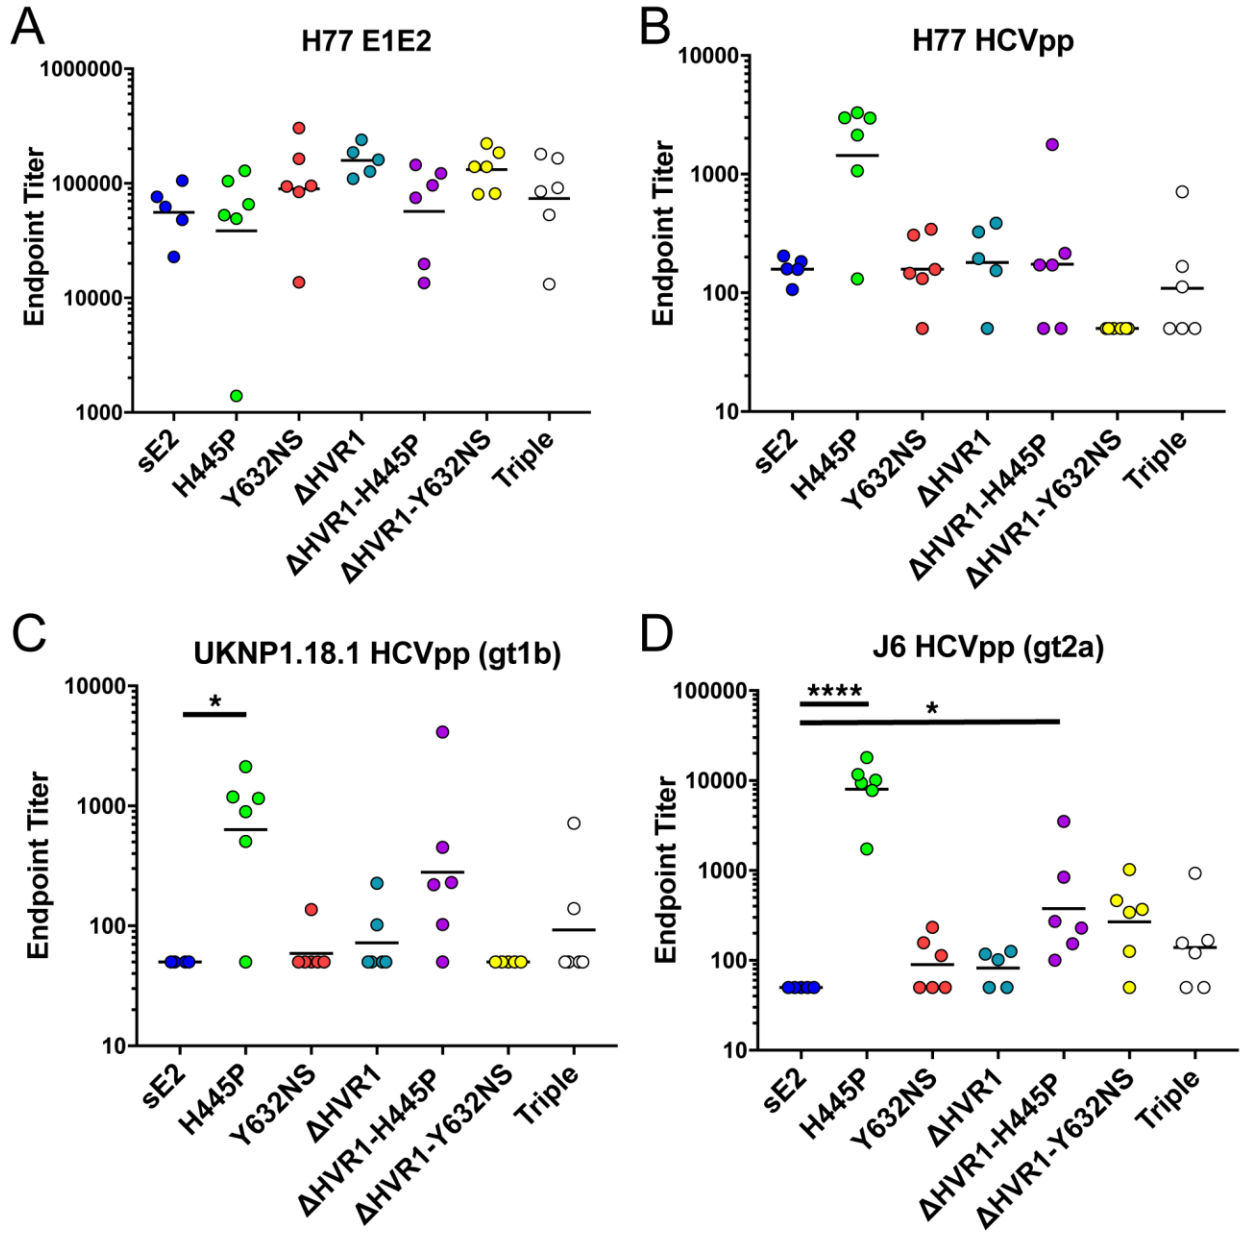 A
H77 E1E2
Endpoint Titer
1000000
100000
10000
1000
sE2
H445P
Y632NS
ΔHVR1
ΔHVR1-H445P
ΔHVR1-Y632NS
Triple
B
H77 HCVpp
Endpoint Titer
10000
1000
100
10
sE2
H445P
Y632NS
ΔHVR1
ΔHVR1-H445P
ΔHVR1-Y632NS
Triple
C
UKNP1.18.1 HCVpp (gt1b)
Endpoint Titer
10000
1000
100
10
*
sE2
H445P
Y632NS
ΔHVR1
ΔHVR1-H445P
ΔHVR1-Y632NS
Triple
D
J6 HCVpp (gt2a)
Endpoint Titer
100000
10000
1000
100
10
****
*
sE2
H445P
Y632NS
ΔHVR1
ΔHVR1-H445P
ΔHVR1-Y632NS
Triple